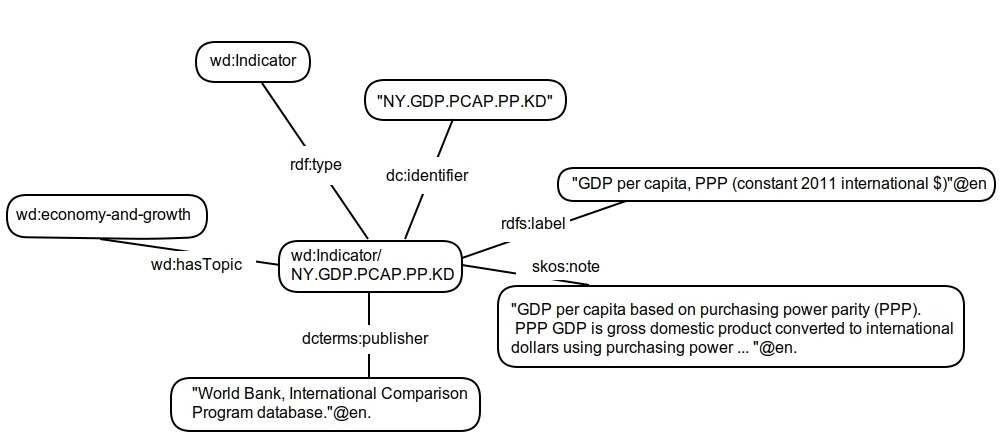 wd:Indicator
"NY.GDP.PCAP.PP.KD"
rdf:type
dc:identifier
"GDP per capita, PPP (constant 2011 international $)"@en
wd:economy-and-growth
rdfs:label
wd:hasTopic
wd:Indicator/
NY.GDP.PCAP.PP.KD
skos:note
"GDP per capita based on purchasing power parity (PPP).
PPP GDP is gross domestic product converted to international
dollars using purchasing power ... "@en.
dcterms:publisher
"World Bank, International Comparison
Program database."@en.